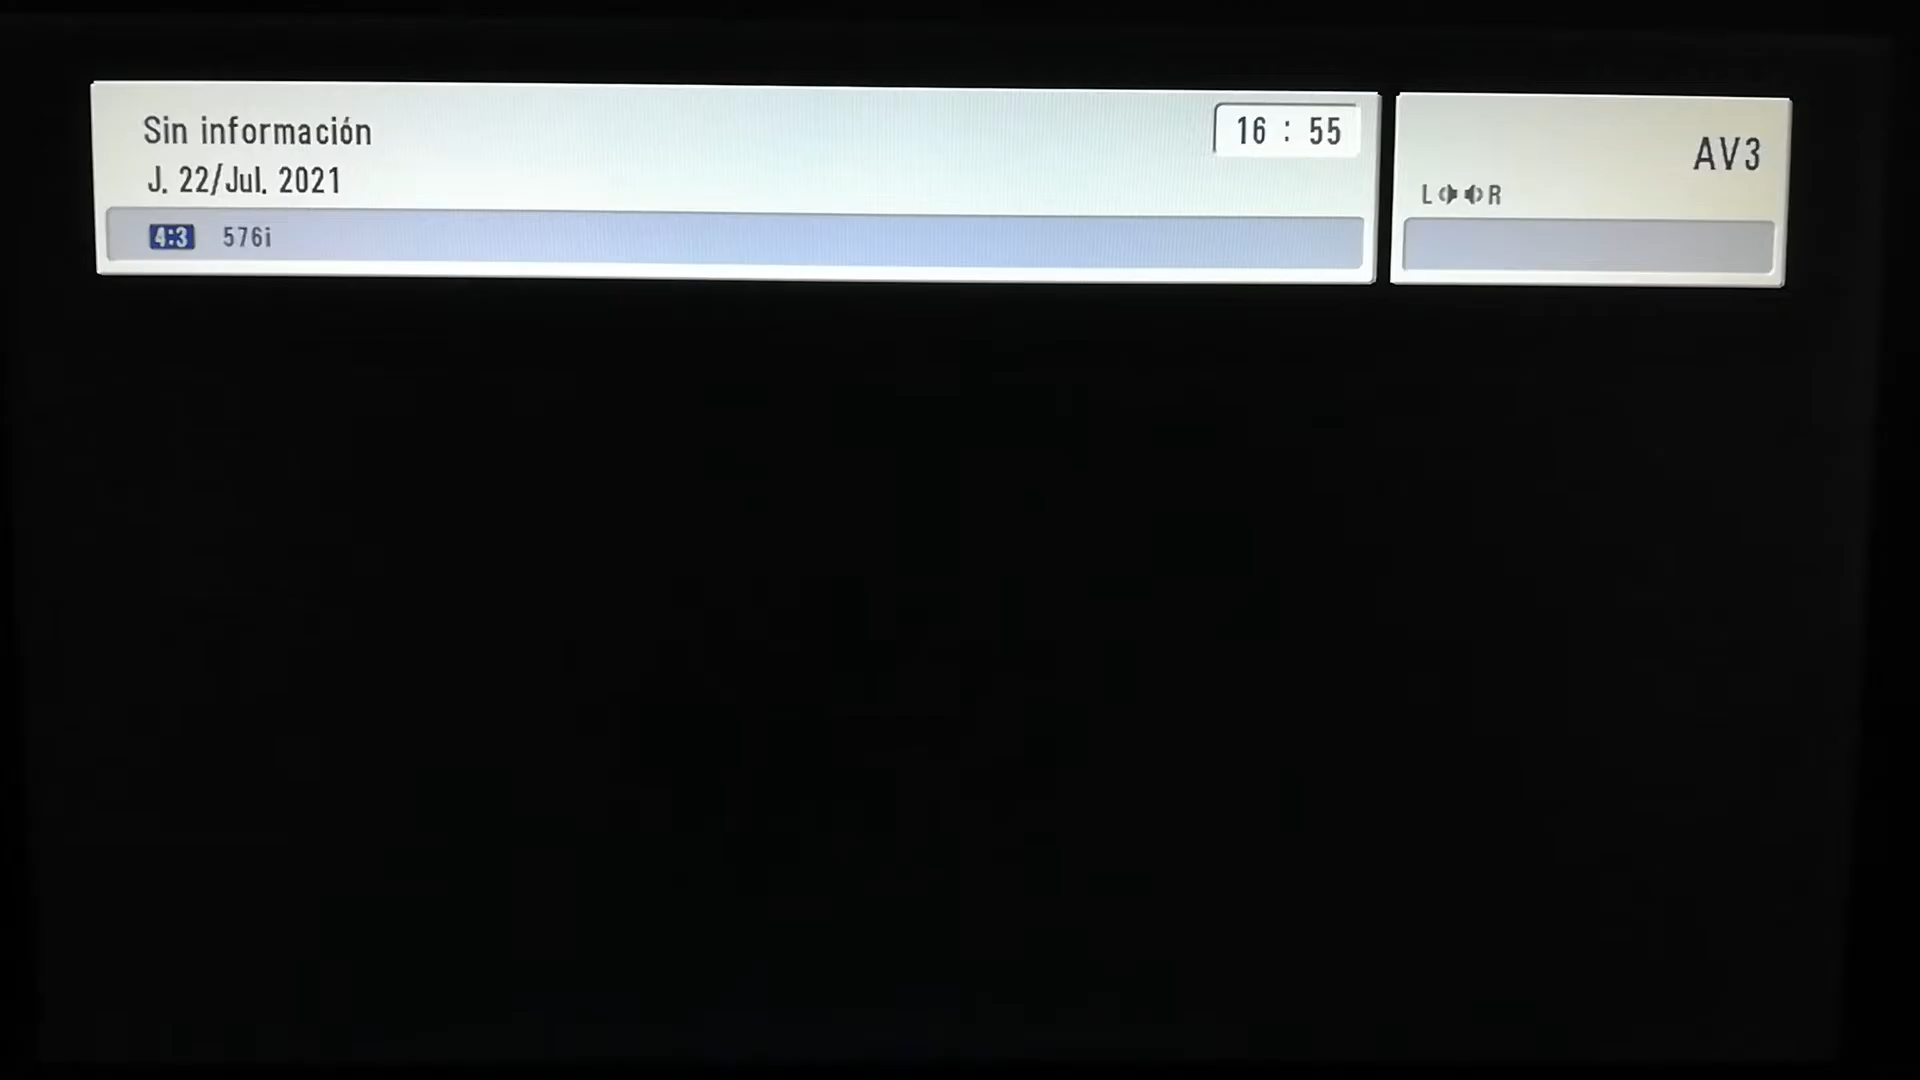 Sin información
16 : 55
J. 22/Jul. 2021
4:3 576i
AV3
L R